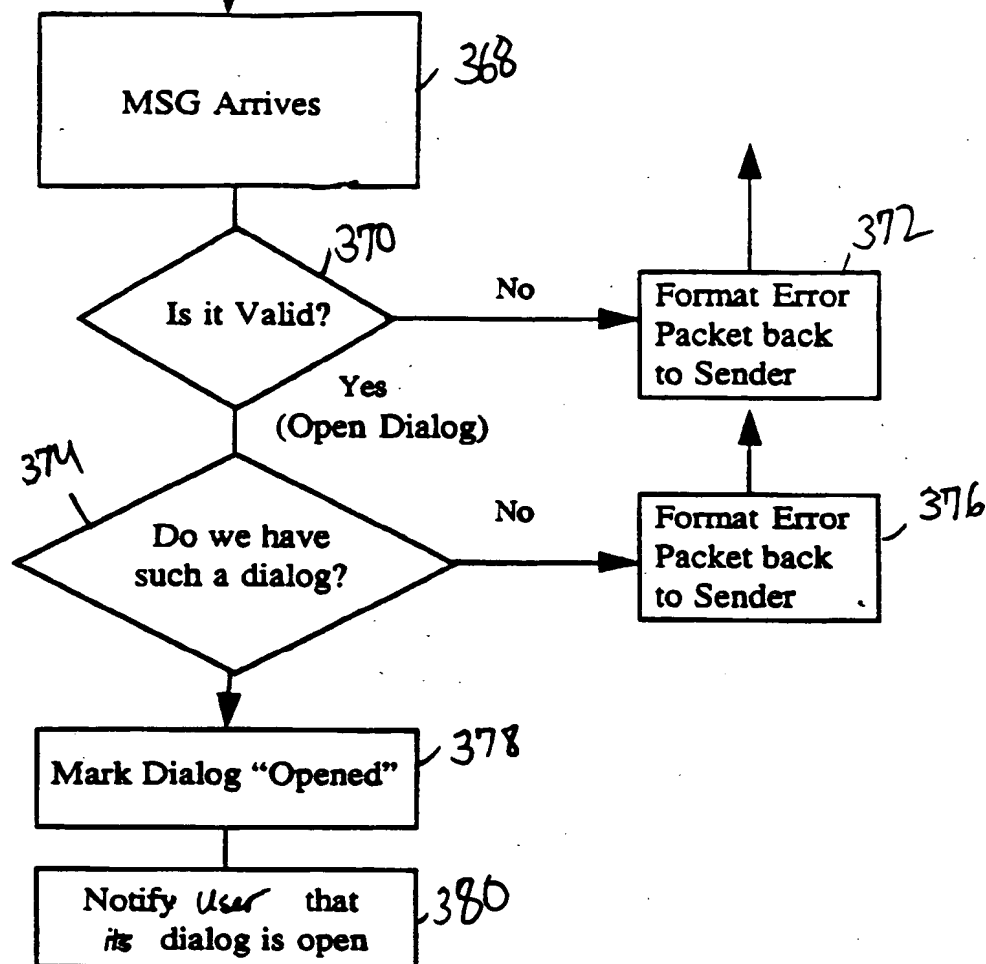 368
MSG Arrives
370
372
Is it Valid?
No
Format Error
Packet back
to Sender
Yes
(Open Dialog)
374
376
Do we have
such a dialog?
No
Format Error
Packet back
to Sender
378
Mark Dialog “Opened”
380
Notify User that
its dialog is open